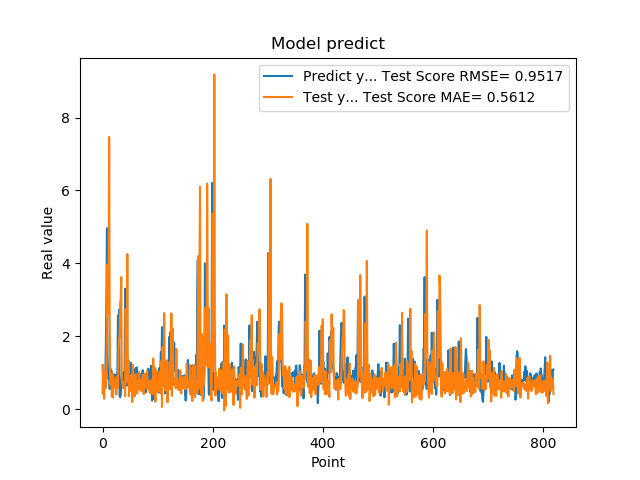 Model predict
Predict y... Test Score RMSE= 0.9517
Test y... Test Score MAE= 0.5612
Real value
8
6
4
2
0
0 200 400 600 800
Point